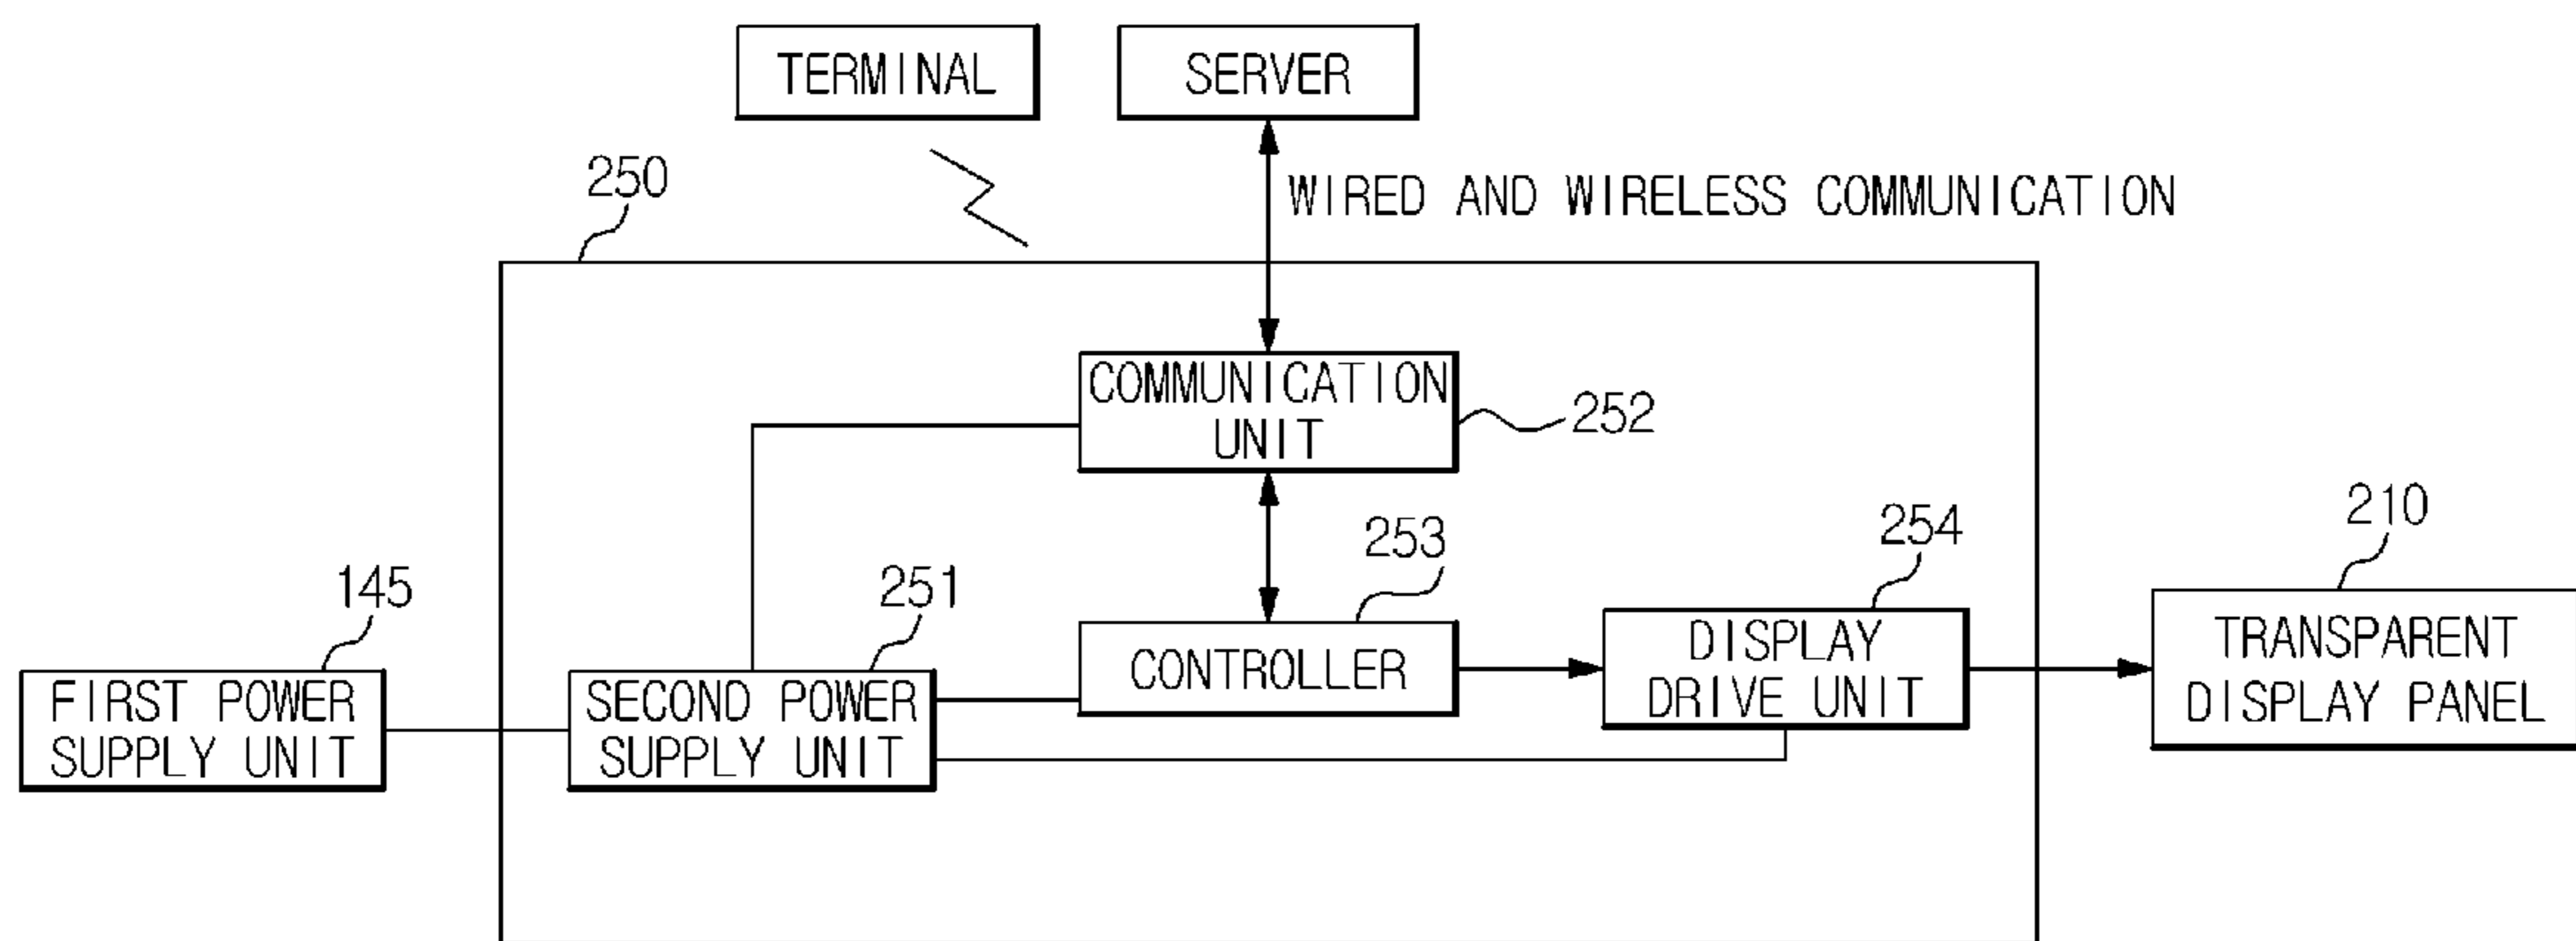 TERMINAL
SERVER
250
WIRED AND WIRELESS COMMUNICATION
COMMUNICATION
UNIT
252
145
251
253
254
210
FIRST POWER
SUPPLY UNIT
SECOND POWER
SUPPLY UNIT
CONTROLLER
DISPLAY
DRIVE UNIT
TRANSPARENT
DISPLAY PANEL